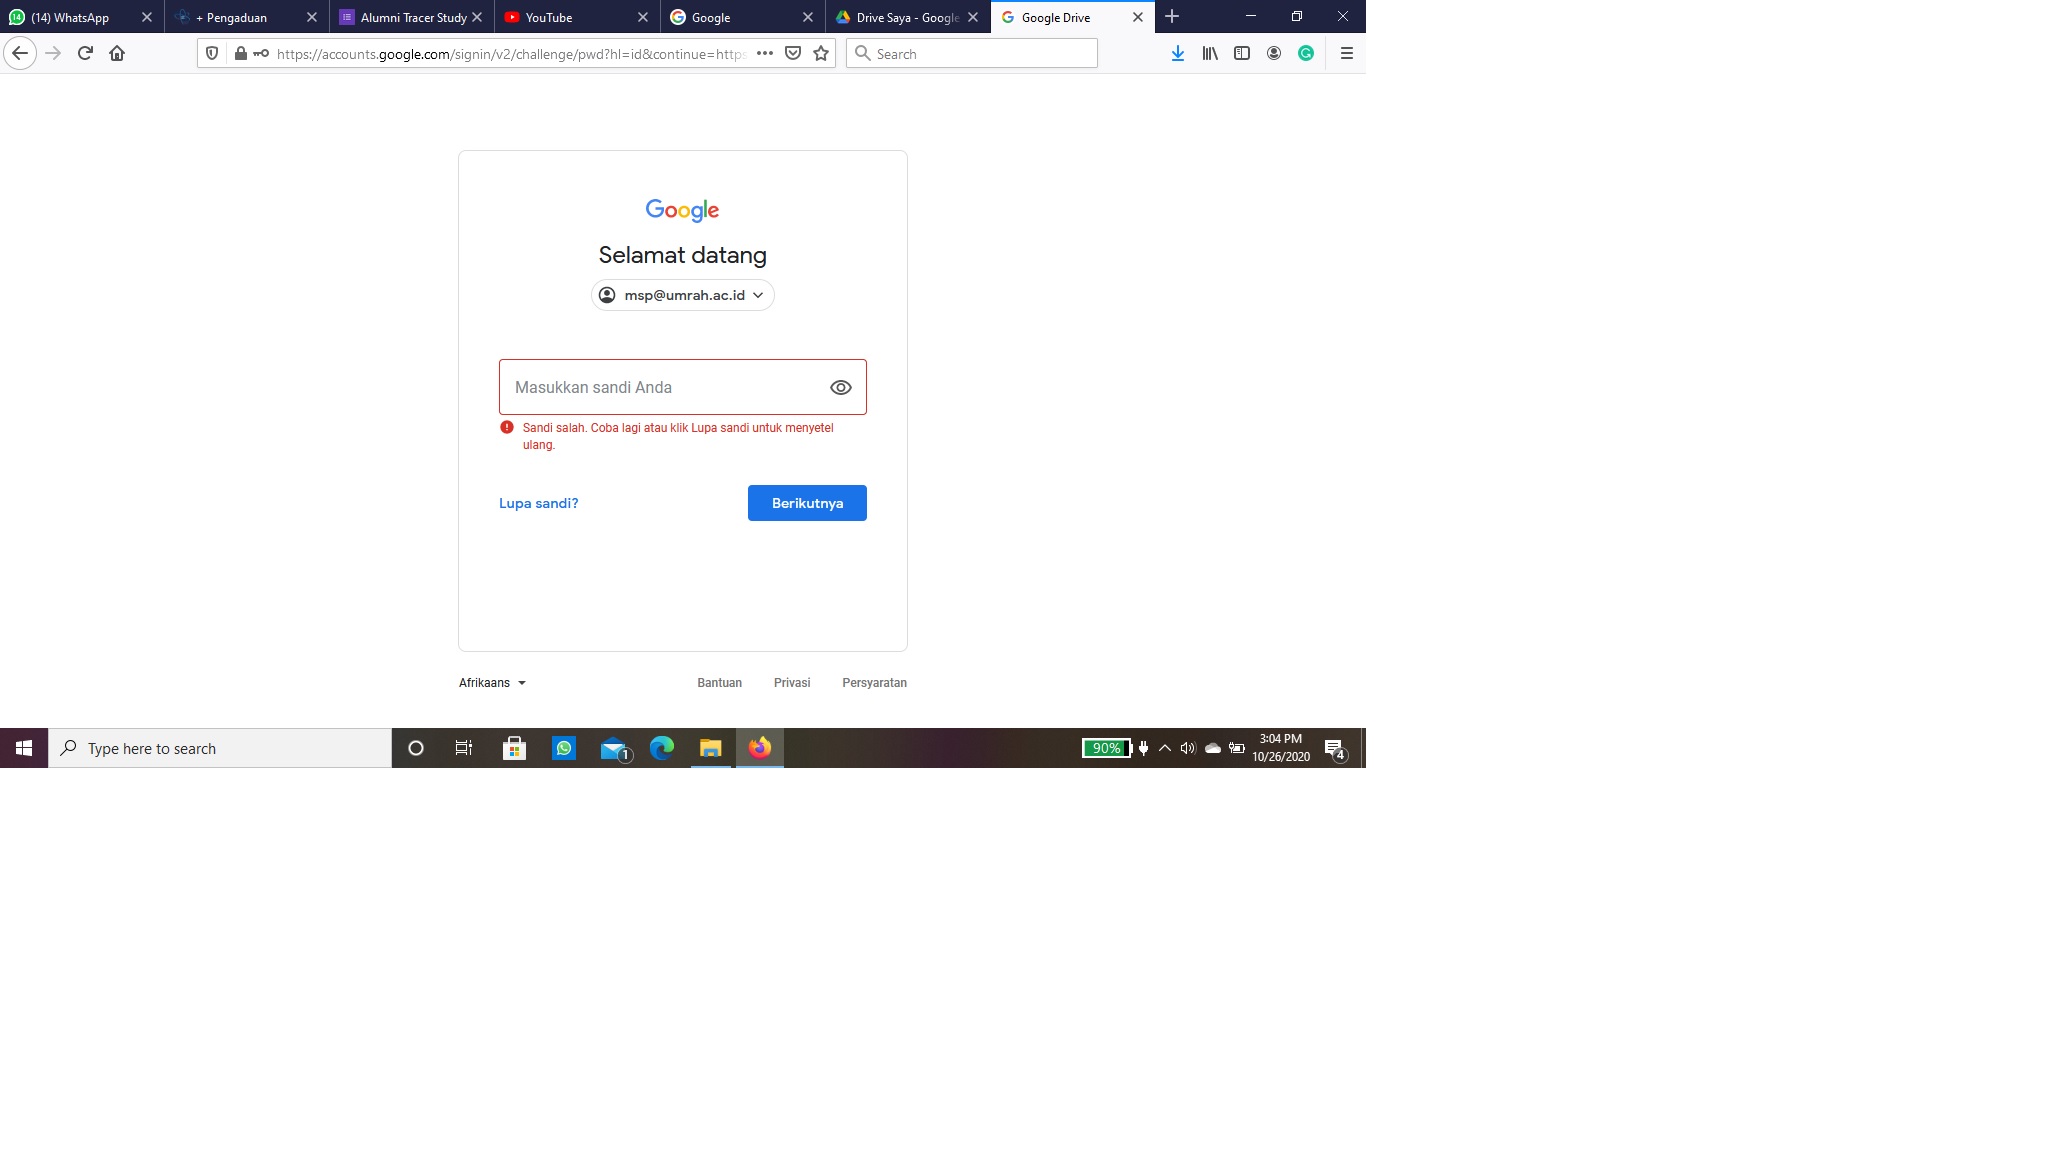 (14) WhatsApp
+ Pengaduan
Alumni Tracer Study
YouTube
Google
Drive Saya - Google
Google Drive
https://accounts.google.com/signin/v2/challenge/pwd?hl=id&continue=https
Search
Google
Selamat datang
msp@umrah.ac.id
Masukkan sandi Anda
Sandi salah. Coba lagi atau klik Lupa sandi untuk menyetel
ulang.
Lupa sandi?
Berikutnya
Afrikaans
Bantuan
Privasi
Persyaratan
Type here to search
1
90%
3:04 PM
10/26/2020
4